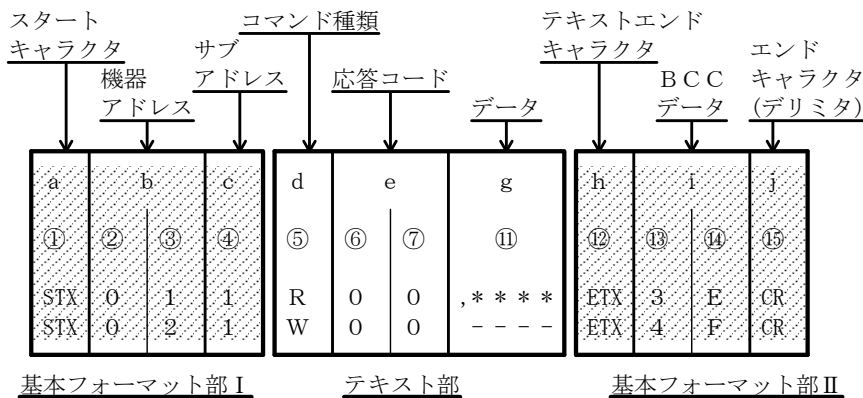 スタート
キャラクタ
機器
アドレス
サブ
アドレス
コマンド種類
応答コード
データ
テキストエンド
キャラクタ
ＢＣＣ
データ
エンド
キャラクタ
(デリミタ)
a b c d e g h i j
① ② ③ ④ ⑤ ⑥ ⑦ ⑪ ⑫ ⑬ ⑭ ⑮
STX 0 1 1 R 0 0 ,＊＊＊＊ ETX 3 E CR
STX 0 2 1 W 0 0 －－－－ ETX 4 F CR
基本フォーマット部Ⅰ テキスト部 基本フォーマット部Ⅱ